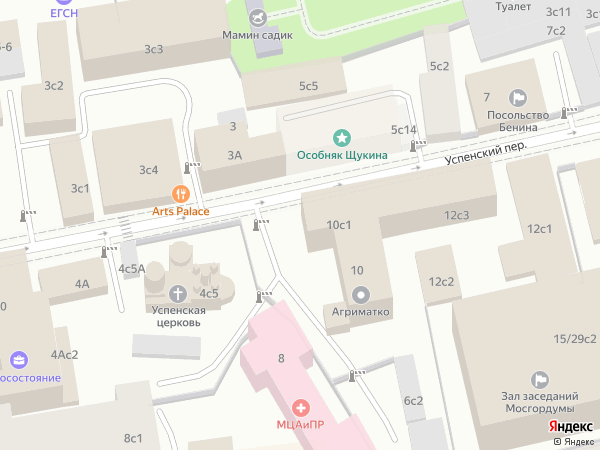 ЕГСН
Мамин садик
Туалет
3с11
7с2
3с2
3с3
5с2
5с5
7
Посольство
Бенина
3
5с14
Особняк Щукина
3А
Успенский пер.
3с4
3с1
Arts Palace
12с3
10с1
12с1
4с5А
10
4А
4с5
12с2
Успенская
церковь
Агриматко
15/29с2
4Ас2
8
осостояние
Зал заседаний
Мосгордумы
6с2
МЦАиПР
8с1
Яндекс
© Яндекс